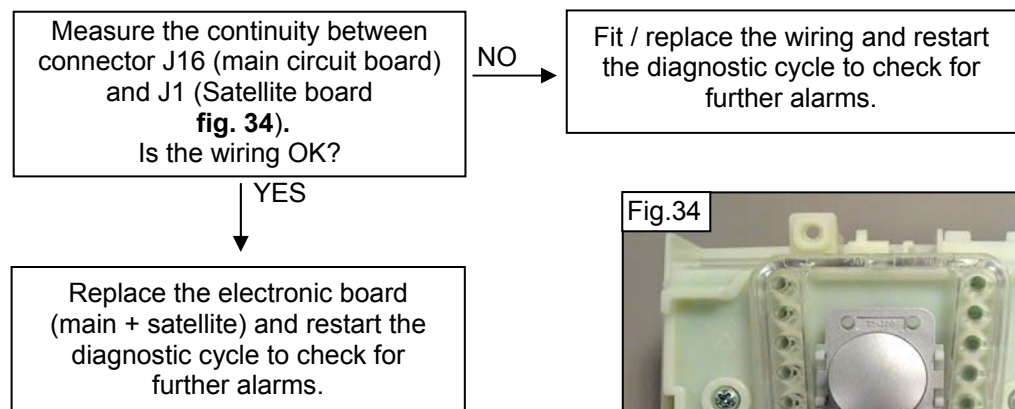 Measure the continuity between
connector J16 (main circuit board)
and J1 (Satellite board
fig. 34).
Is the wiring OK?
NO
Fit / replace the wiring and restart
the diagnostic cycle to check for
further alarms.
YES
Replace the electronic board
(main + satellite) and restart the
diagnostic cycle to check for
further alarms.
Fig.34